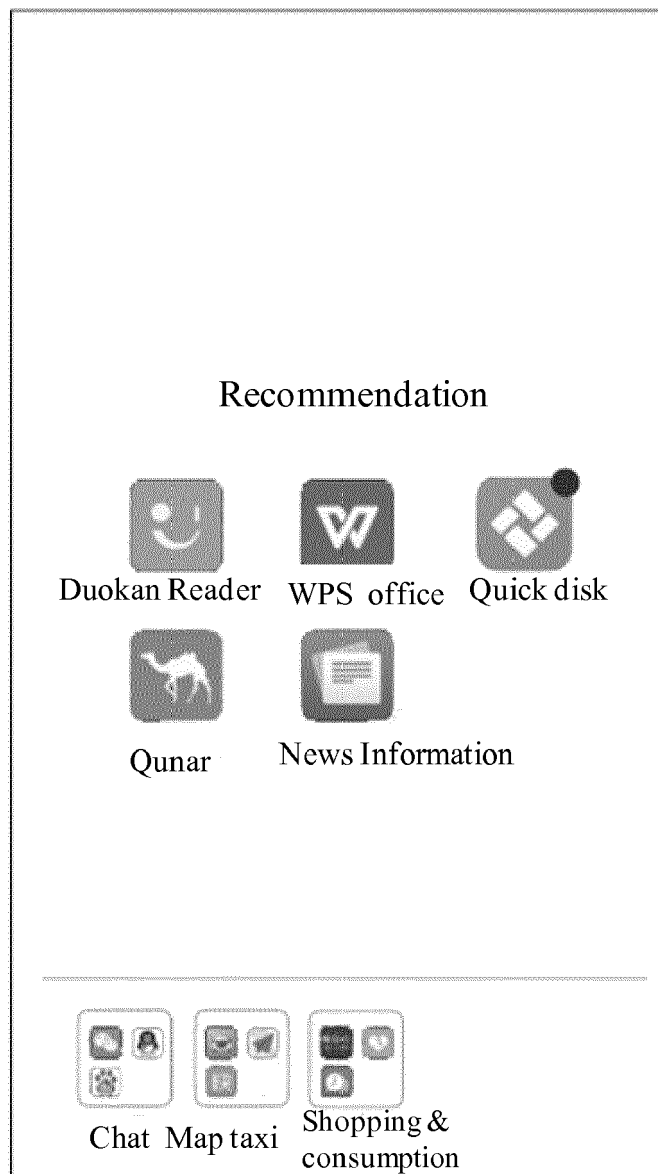 Recommendation
Duokan Reader WPS office Quick disk
Qunar News Information
Chat Map taxi Shopping &
consumption